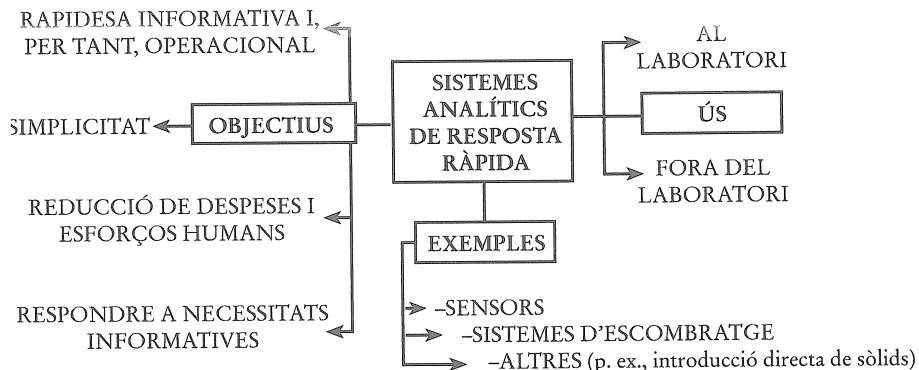 RAPIDESA INFORMATIVA I,
PER TANT, OPERACIONAL
SIMPLICITAT
OBJECTIUS
REDUCCIÓ DE DESPESES I
ESFORÇOS HUMANS
RESPONDRE A NECESSITATS
INFORMATIVES
SISTEMES
ANALÍTICS
DE RESPOSTA
RÀPIDA
AL
LABORATORI
ÚS
FORA DEL
LABORATORI
EXEMPLES
–SENSORS
–SISTEMES D’ESCOMBRATGE
–ALTRES (p. ex., introducció directa de sòlids)